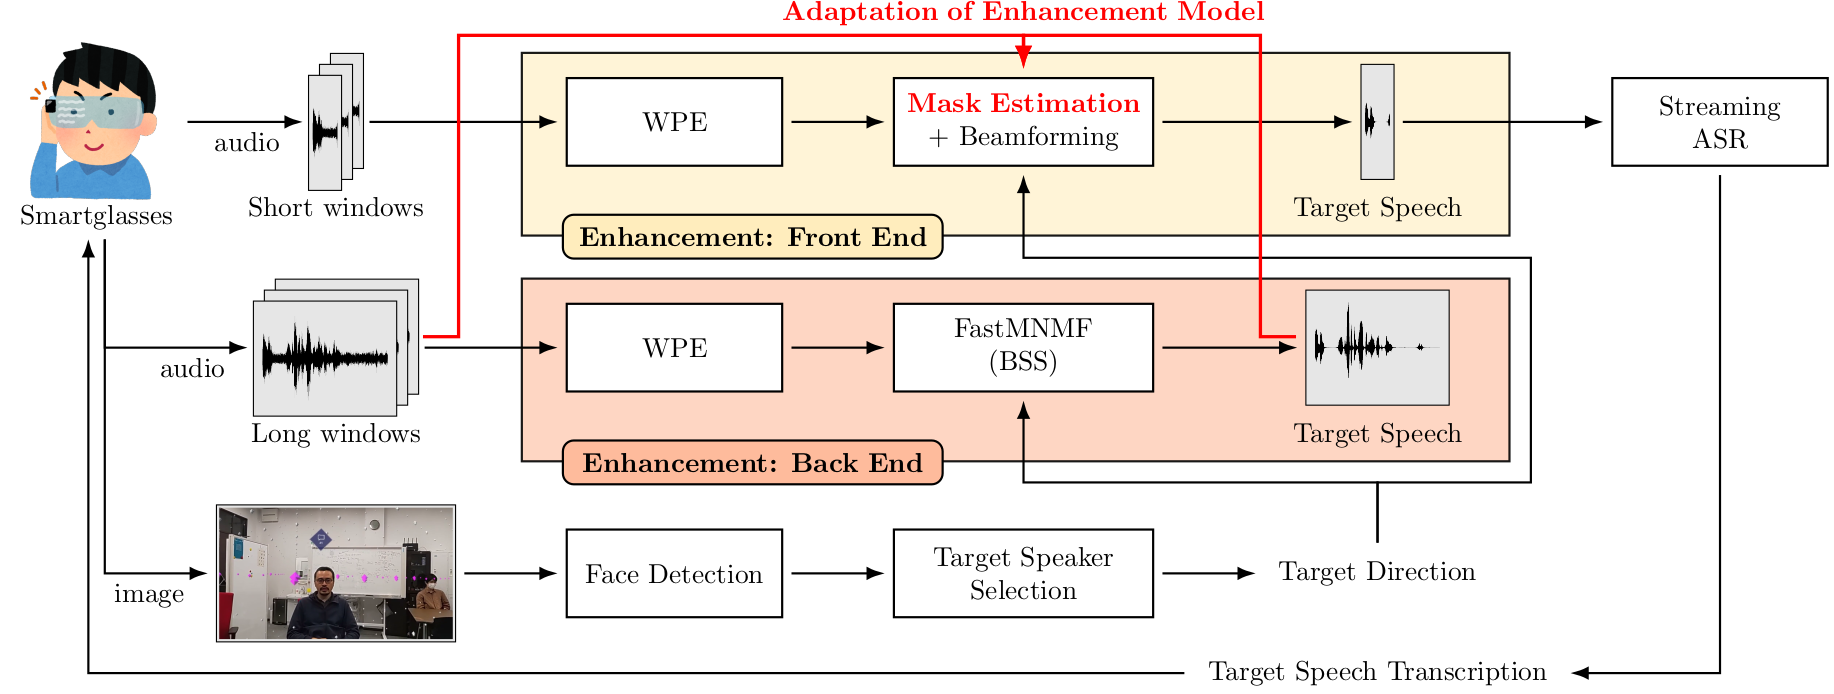 Adaptation of Enhancement Model
WPE
Mask Estimation
+ Beamforming
Streaming
ASR
audio
Smartglasses
Short windows
Target Speech
Enhancement: Front End
WPE
FastMNMF
(BSS)
audio
Long windows
Target Speech
Enhancement: Back End
Face Detection
Target Speaker
Selection
Target Direction
image
Target Speech Transcription